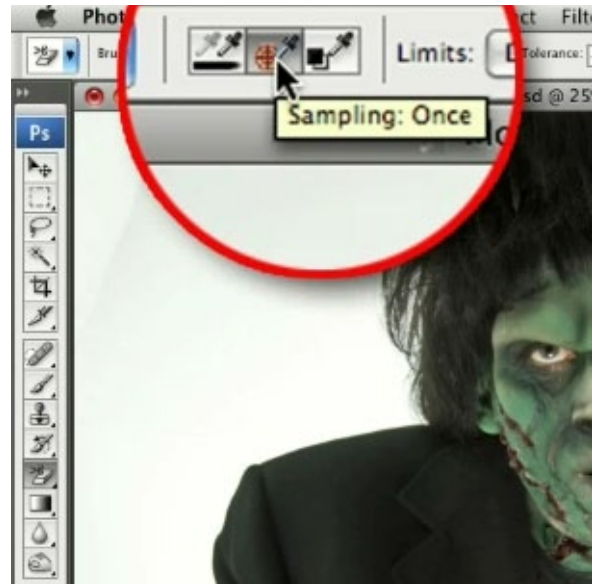 Phot
ct Filt
Bru
Limits: D
Tolerance:
sd @ 25%
Sampling: Once
Ps